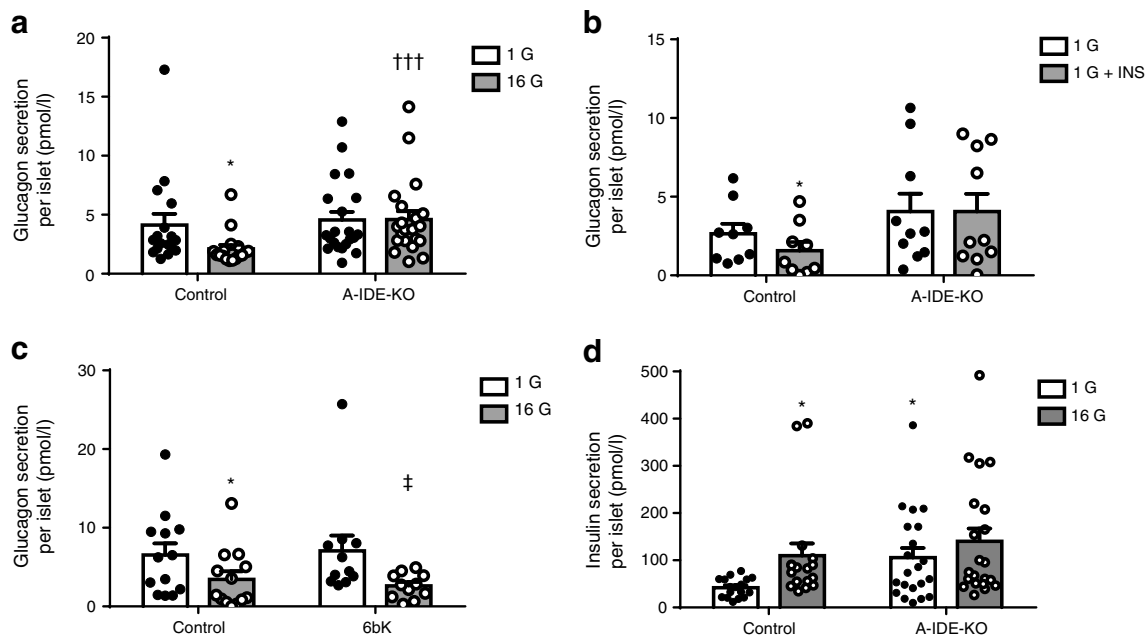 a
Glucagon secretion
per islet (pmol/l)
20
15
10
5
0
*
†††
Control
A-IDE-KO
1 G
16 G
b
Glucagon secretion
per islet (pmol/l)
15
10
5
0
*
Control
A-IDE-KO
1 G
1 G + INS
c
Glucagon secretion
per islet (pmol/l)
30
20
10
0
*
‡
Control
6bK
1 G
16 G
d
Insulin secretion
per islet (pmol/l)
500
400
300
200
100
0
*
*
Control
A-IDE-KO
1 G
16 G